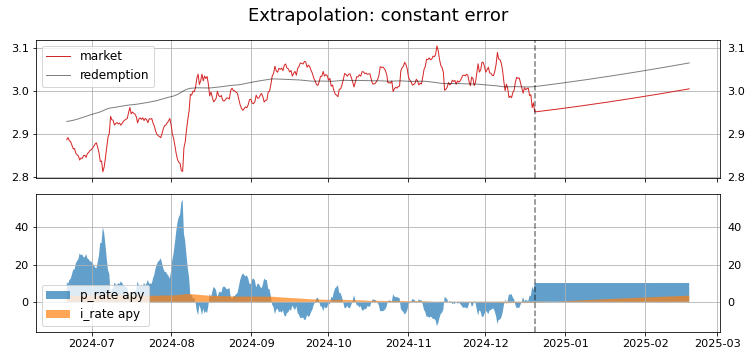 Extrapolation: constant error
market
redemption
3.1
3.0
2.9
2.8
3.1
3.0
2.9
2.8
p_rate apy
i_rate apy
40
20
0
40
20
0
2024-07 2024-08 2024-09 2024-10 2024-11 2024-12 2025-01 2025-02 2025-03